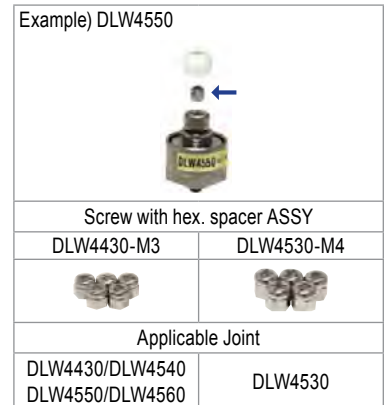 Example) DLW4550
DLW4550
Screw with hex. spacer ASSY
DLW4430-M3 DLW4530-M4
Applicable Joint
DLW4430/DLW4540 DLW4530
DLW4550/DLW4560